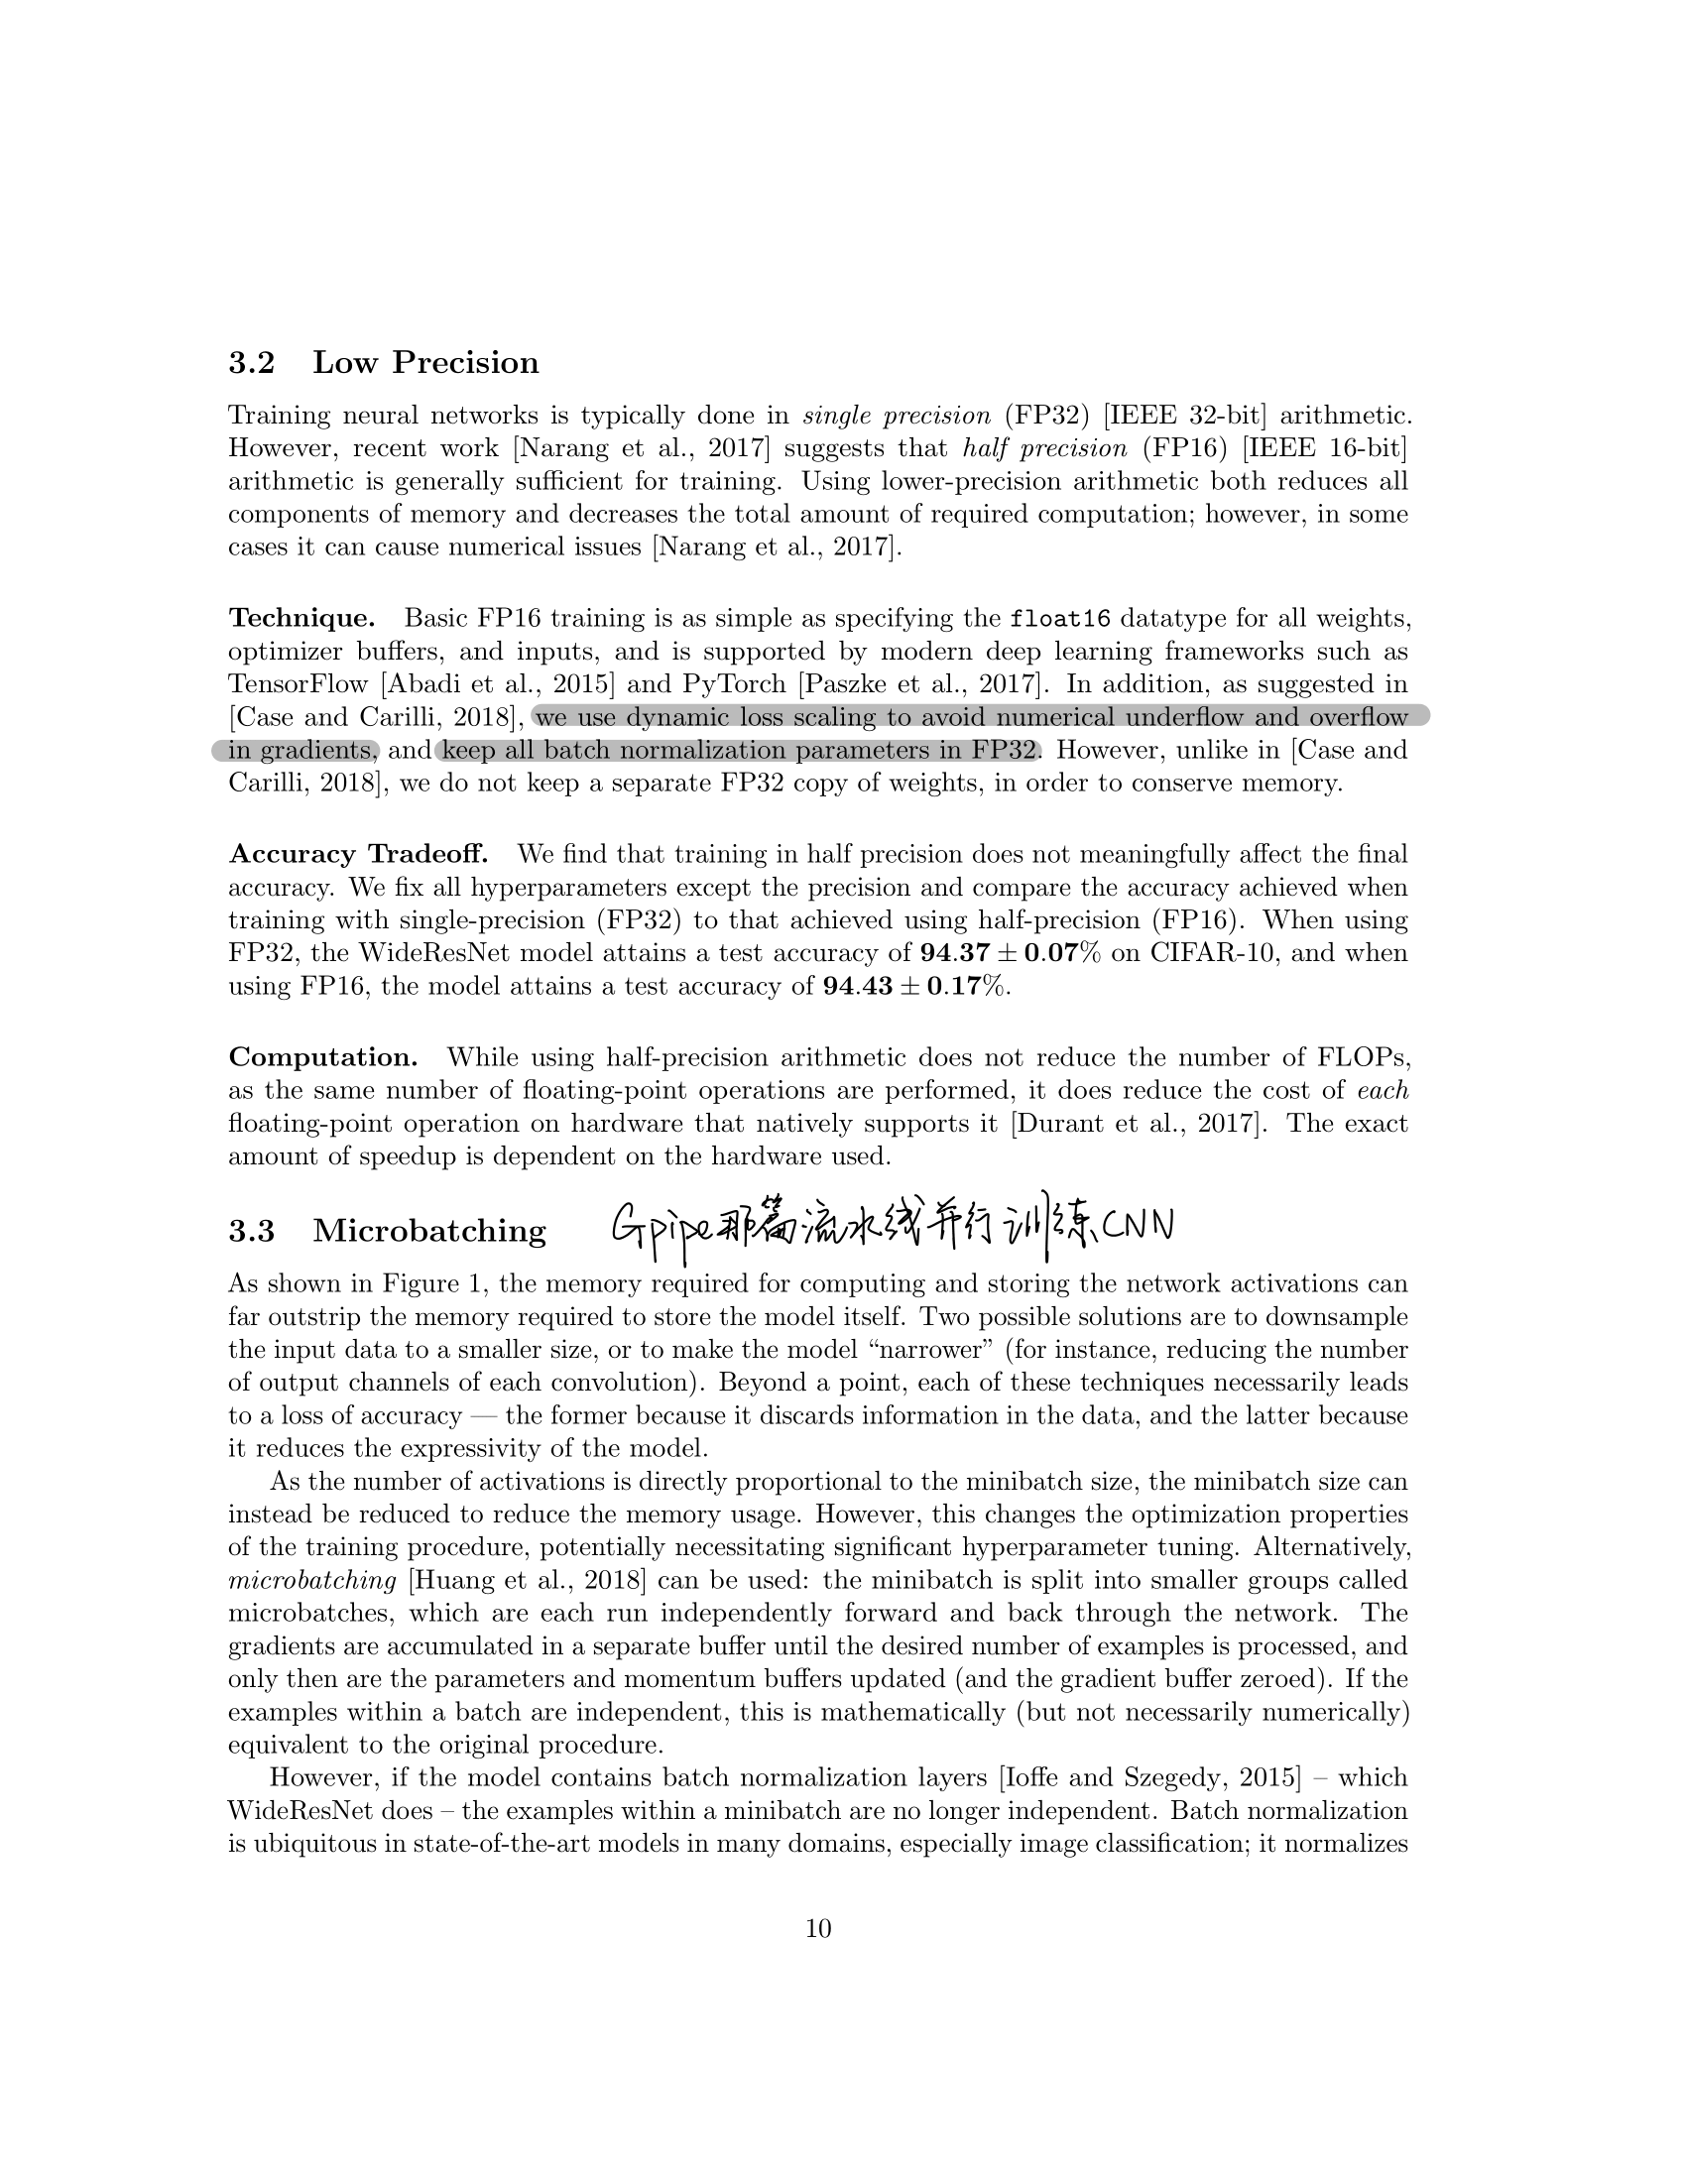 3.2 Low Precision
Training neural networks is typically done in single precision (FP32) [IEEE 32-bit] arithmetic.
However, recent work [Narang et al., 2017] suggests that half precision (FP16) [IEEE 16-bit]
arithmetic is generally sufficient for training. Using lower-precision arithmetic both reduces all
components of memory and decreases the total amount of required computation; however, in some
cases it can cause numerical issues [Narang et al., 2017].
Technique. Basic FP16 training is as simple as specifying the float16 datatype for all weights,
optimizer buffers, and inputs, and is supported by modern deep learning frameworks such as
TensorFlow [Abadi et al., 2015] and PyTorch [Paszke et al., 2017]. In addition, as suggested in
[Case and Carilli, 2018], we use dynamic loss scaling to avoid numerical underflow and overflow
in gradients, and keep all batch normalization parameters in FP32. However, unlike in [Case and
Carilli, 2018], we do not keep a separate FP32 copy of weights, in order to conserve memory.
Accuracy Tradeoff. We find that training in half precision does not meaningfully affect the final
accuracy. We fix all hyperparameters except the precision and compare the accuracy achieved when
training with single-precision (FP32) to that achieved using half-precision (FP16). When using
FP32, the WideResNet model attains a test accuracy of 94.37 ± 0.07% on CIFAR-10, and when
using FP16, the model attains a test accuracy of 94.43 ± 0.17%.
Computation. While using half-precision arithmetic does not reduce the number of FLOPs,
as the same number of floating-point operations are performed, it does reduce the cost of each
floating-point operation on hardware that natively supports it [Durant et al., 2017]. The exact
amount of speedup is dependent on the hardware used.
3.3 Microbatching Gpipe那篇流水线并行训练CNN
As shown in Figure 1, the memory required for computing and storing the network activations can
far outstrip the memory required to store the model itself. Two possible solutions are to downsample
the input data to a smaller size, or to make the model “narrower” (for instance, reducing the number
of output channels of each convolution). Beyond a point, each of these techniques necessarily leads
to a loss of accuracy — the former because it discards information in the data, and the latter because
it reduces the expressivity of the model.
As the number of activations is directly proportional to the minibatch size, the minibatch size can
instead be reduced to reduce the memory usage. However, this changes the optimization properties
of the training procedure, potentially necessitating significant hyperparameter tuning. Alternatively,
microbatching [Huang et al., 2018] can be used: the minibatch is split into smaller groups called
microbatches, which are each run independently forward and back through the network. The
gradients are accumulated in a separate buffer until the desired number of examples is processed, and
only then are the parameters and momentum buffers updated (and the gradient buffer zeroed). If the
examples within a batch are independent, this is mathematically (but not necessarily numerically)
equivalent to the original procedure.
However, if the model contains batch normalization layers [Ioffe and Szegedy, 2015] – which
WideResNet does – the examples within a minibatch are no longer independent. Batch normalization
is ubiquitous in state-of-the-art models in many domains, especially image classification; it normalizes
10